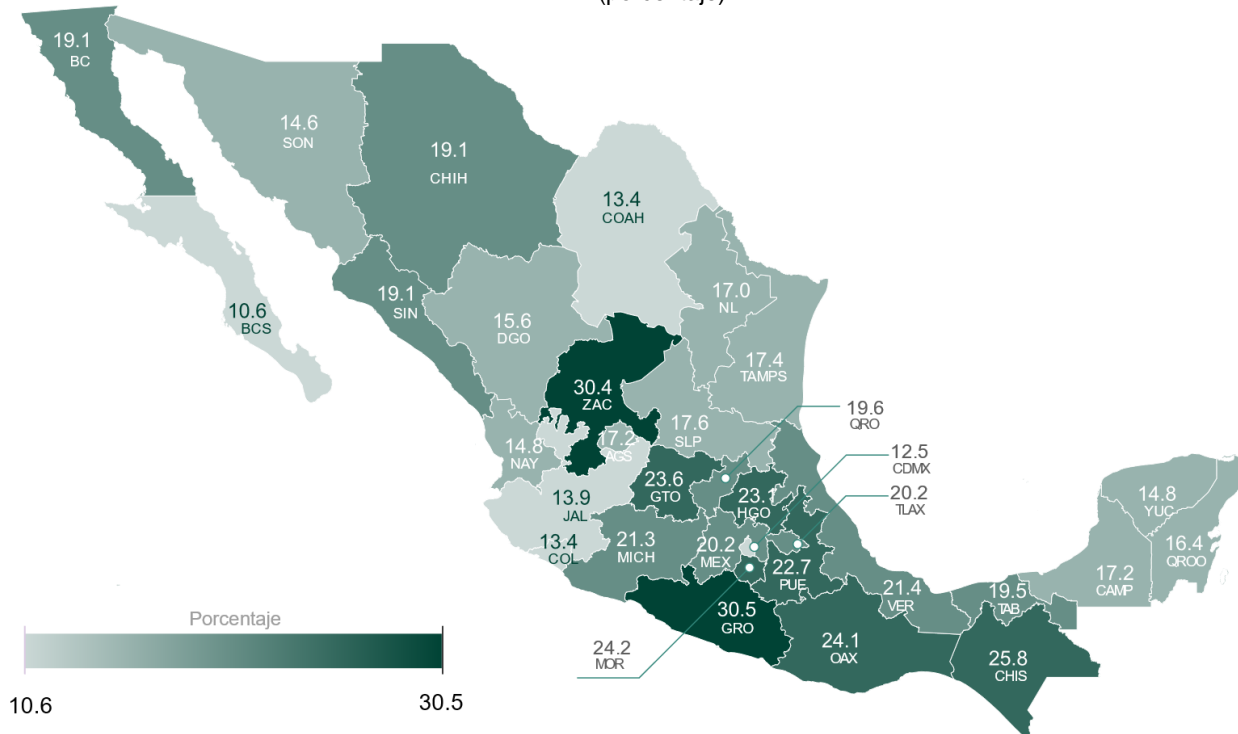 19.1
BC
14.6
SON
19.1
CHIH
13.4
COAH
10.6
BCS
19.1
SIN
15.6
DGO
17.0
NL
17.4
TAMPS
30.4
ZAC
17.6
SLP
19.6
QRO
14.8
NAY
17.2
AGS
12.5
CDMX
23.6
GTO
23.1
HGO
20.2
TLAX
13.9
JAL
14.8
YUC
13.4
COL
21.3
MICH
20.2
MEX
22.7
PUE
16.4
QROO
17.2
CAMP
21.4
VER
19.5
TAB
30.5
GRO
24.2
MOR
24.1
OAX
25.8
CHIS
Porcentaje
10.6
30.5